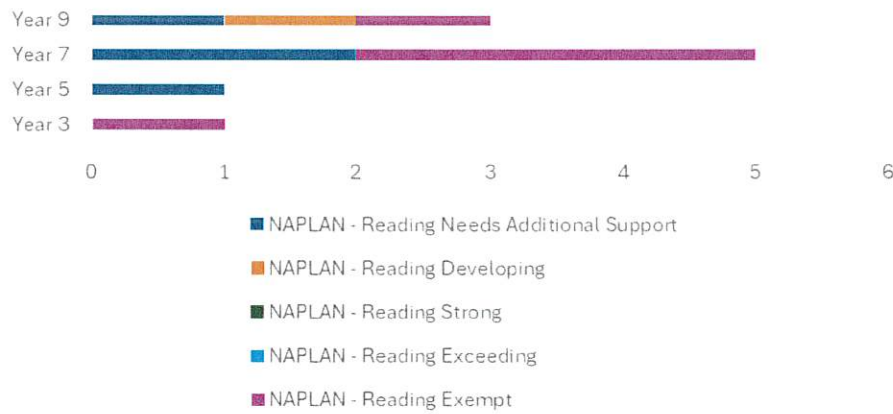 Year 9
Year 7
Year 5
Year 3
0 1 2 3 4 5 6
NAPLAN - Reading Needs Additional Support
NAPLAN - Reading Developing
NAPLAN - Reading Strong
NAPLAN - Reading Exceeding
NAPLAN - Reading Exempt